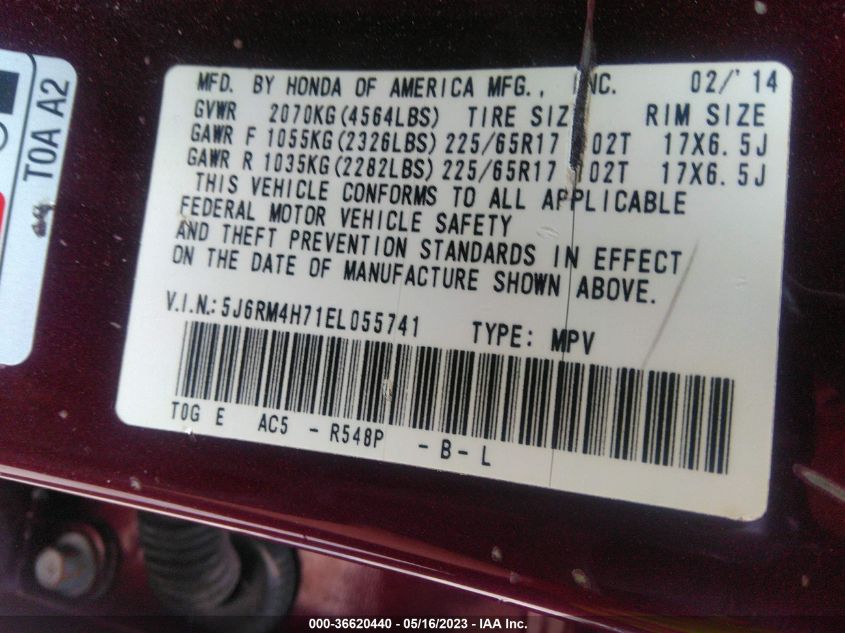 T0A A2
MFD. BY HONDA OF AMERICA MFG., INC. 02/'14
GVWR 2070KG(4564LBS) TIRE SIZE RIM SIZE
GAWR F 1055KG(2326LBS) 225/65R17 02T 17X6.5J
GAWR R 1035KG(2282LBS) 225/65R17 02T 17X6.5J
THIS VEHICLE CONFORMS TO ALL APPLICABLE
FEDERAL MOTOR VEHICLE SAFETY
AND THEFT PREVENTION STANDARDS IN EFFECT
ON THE DATE OF MANUFACTURE SHOWN ABOVE.
V.I.N.: 5J6RM4H71EL055741 TYPE: MPV
T0G E AC5 - R548P - B - L
000-36620440 - 05/16/2023 - IAA Inc.